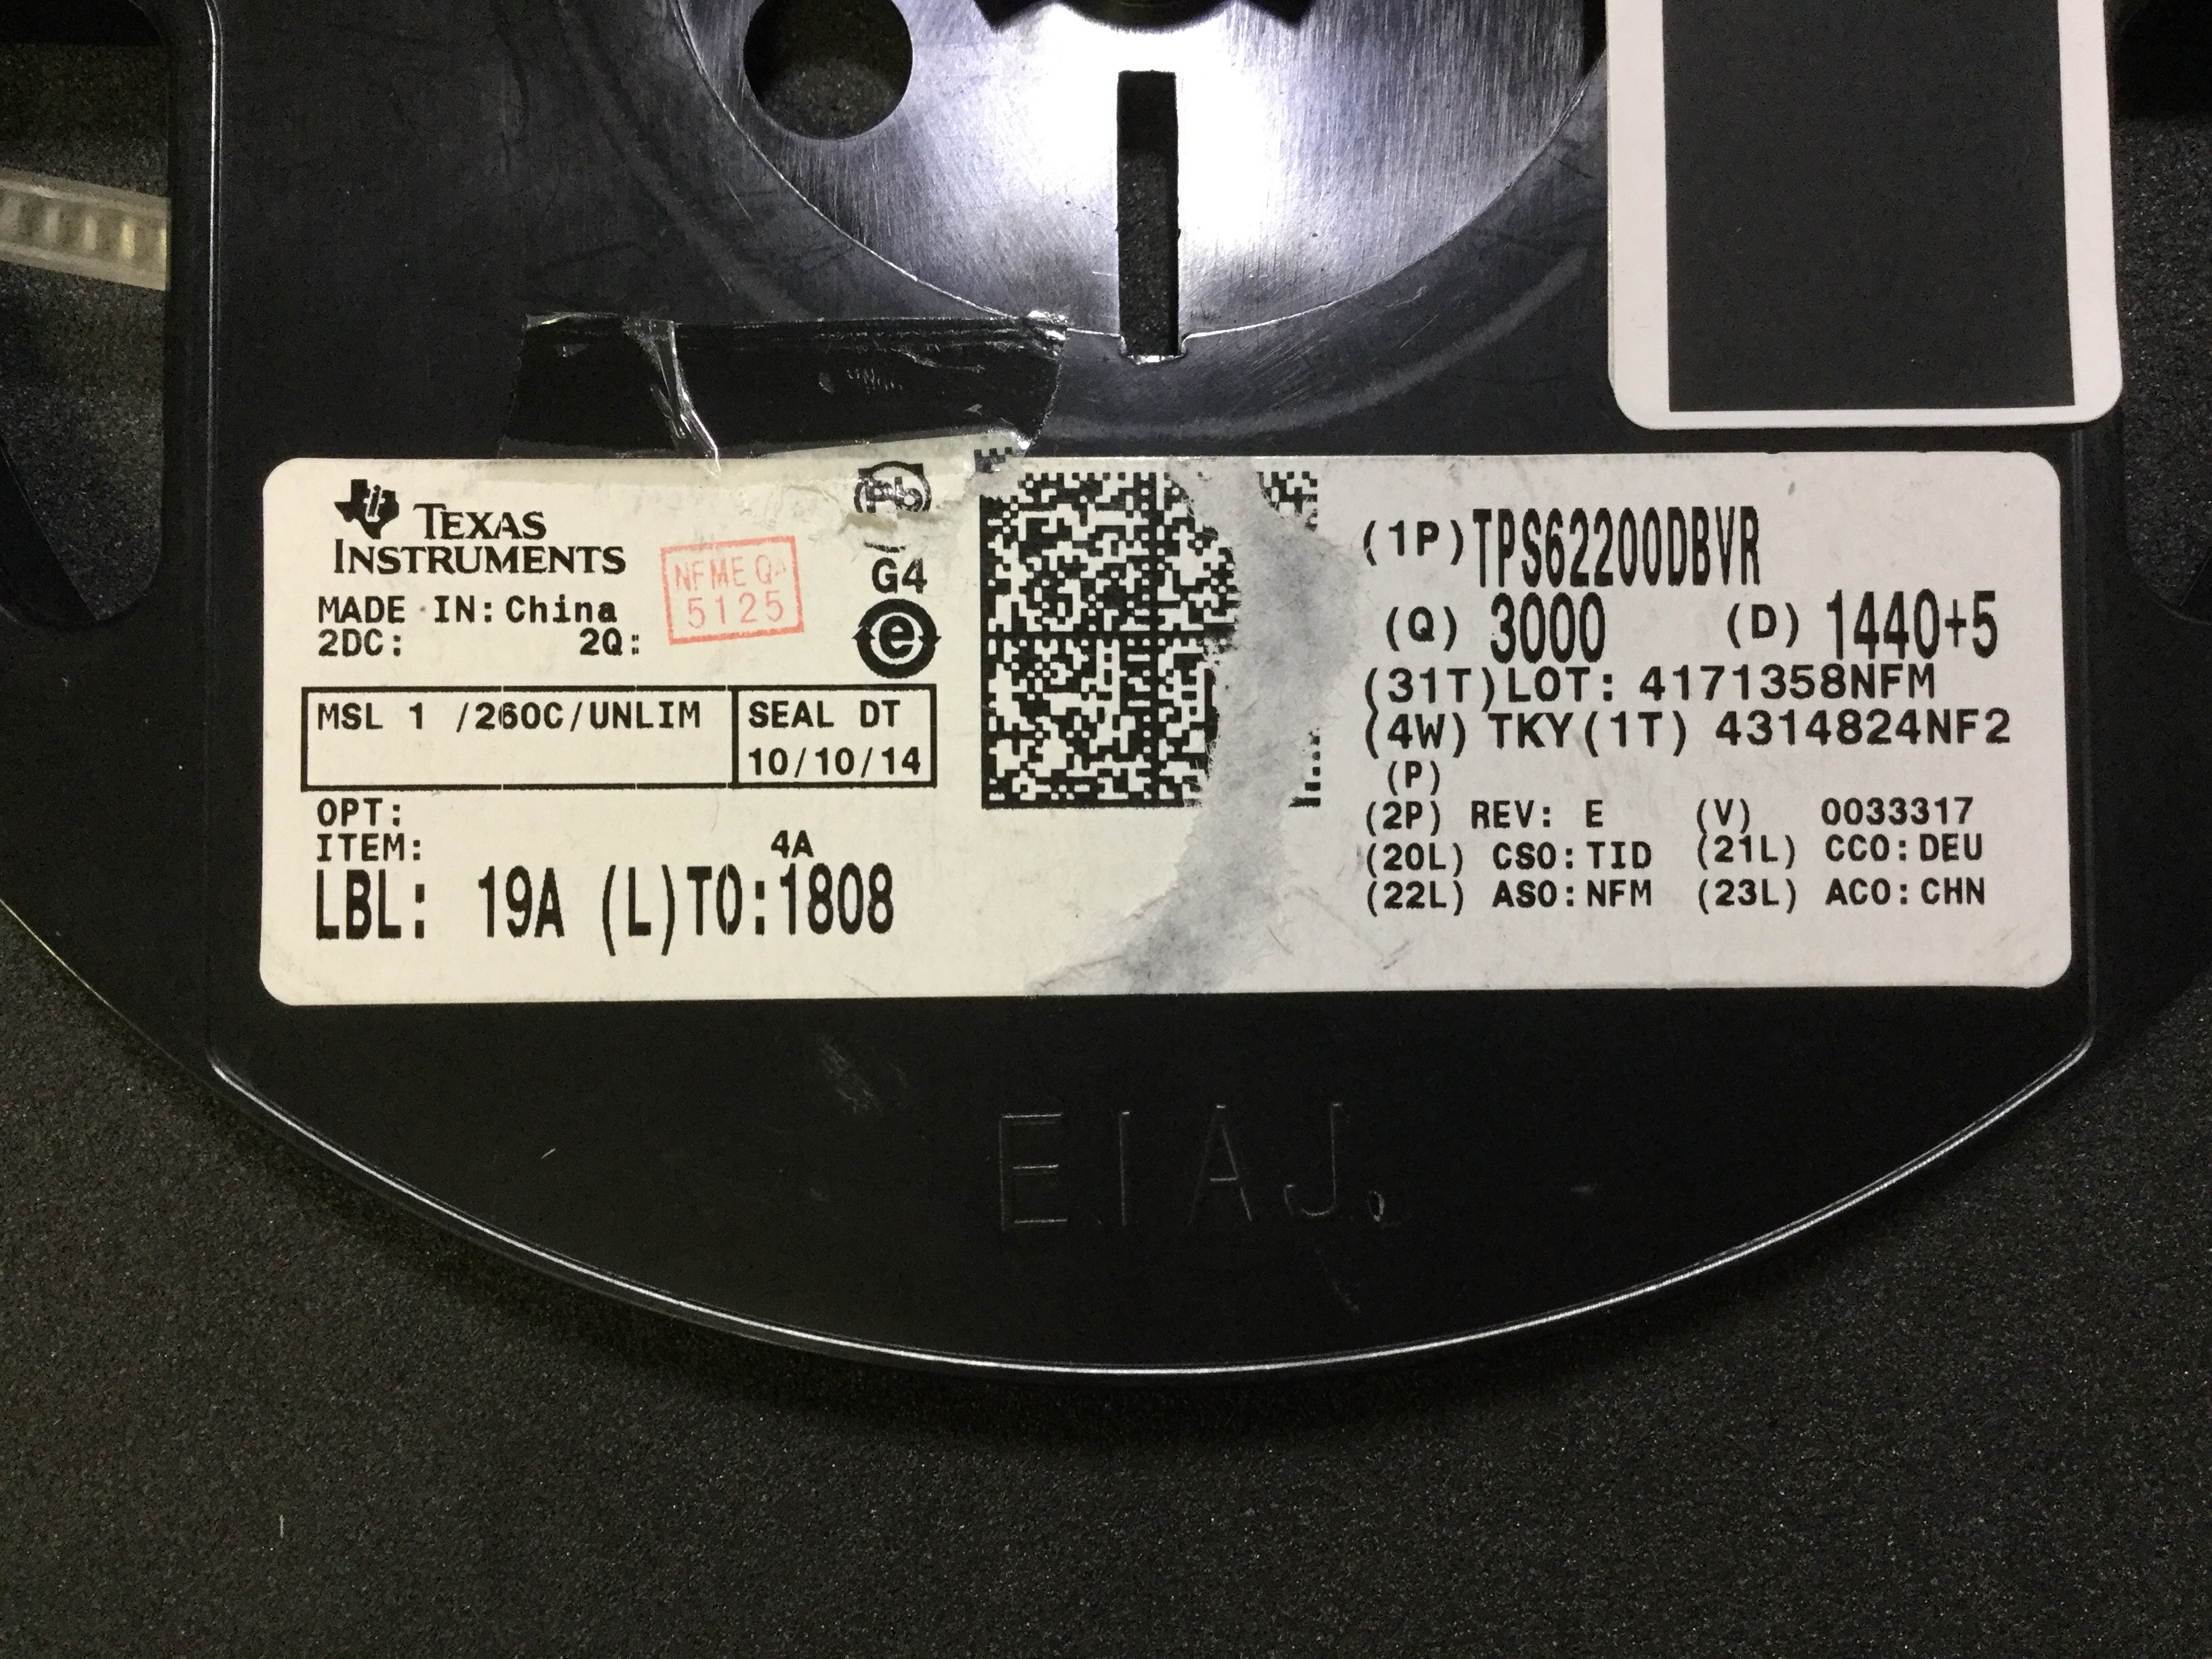 TEXAS
INSTRUMENTS
MADE IN: China
2DC: 2Q:
NFME QA
5125
Pb
G4
e
MSL 1 /260C/UNLIM
SEAL DT
10/10/14
OPT:
ITEM:
4A
LBL: 19A (L)TO:1808
(1P)TPS62200DBVR
(Q) 3000 (D) 1440+5
(31T)LOT: 4171358NFM
(4W) TKY(1T) 4314824NF2
(P)
(2P) REV: E (V) 0033317
(20L) CSO:TID (21L) CCO:DEU
(22L) ASO:NFM (23L) ACO:CHN
EIAJ.